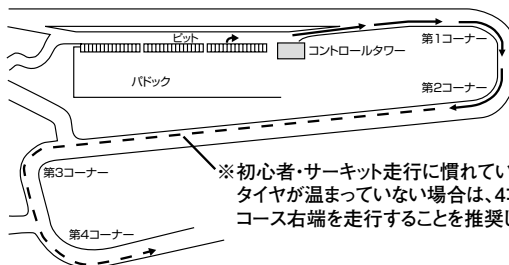 ピット
第1コーナー
コントロールタワー
パドック
第2コーナー
第3コーナー
※初心者・サーキット走行に慣れてい
タイヤが温まっていない場合は、4
コース右端を走行することを推奨し
第4コーナー